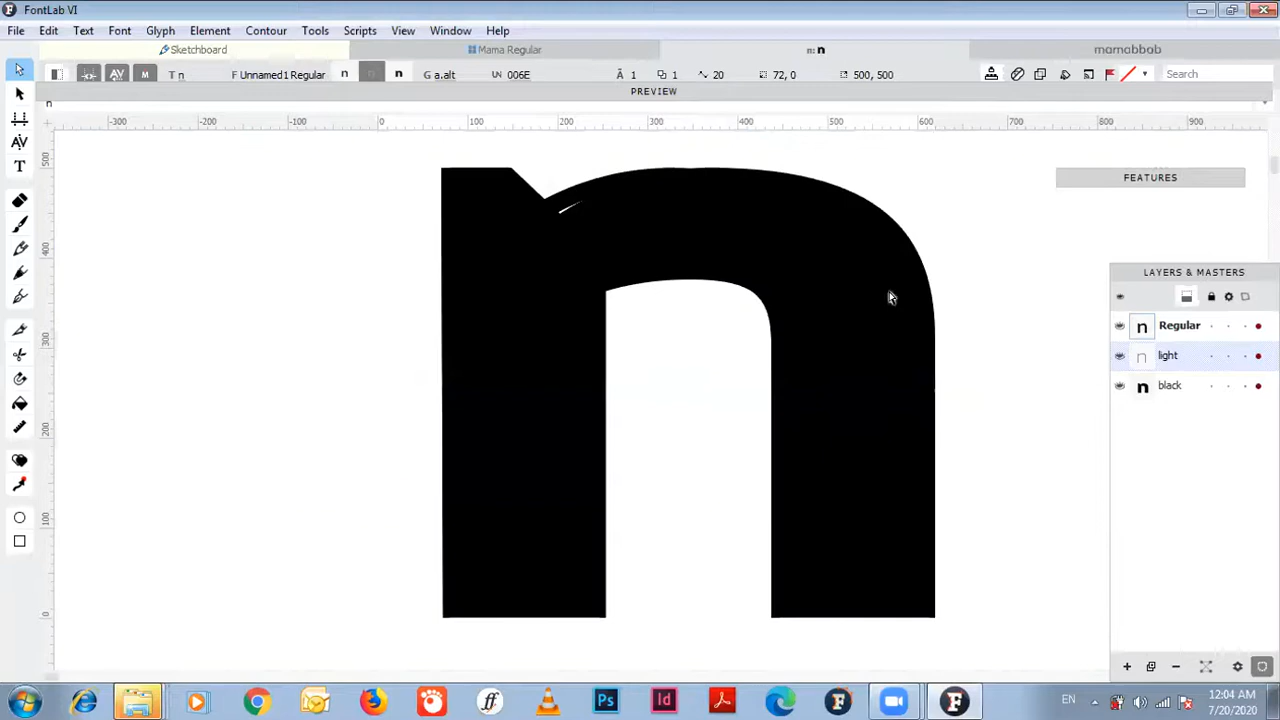 FontLab VI
File Edit Text Font Glyph Element Contour Tools Scripts View Window Help
Sketchboard Mama Regular n: n mamabbab
T n F Unnamed1 Regular n n n G a.alt UN 006E 1 1 20 72, 0 500, 500 Search
PREVIEW
n
-300 -200 -100 0 100 200 300 400 500 600 700 800 900
500
400
300
200
100
0
n
FEATURES
LAYERS & MASTERS
n Regular
n light
n black
EN 12:04 AM
7/20/2020